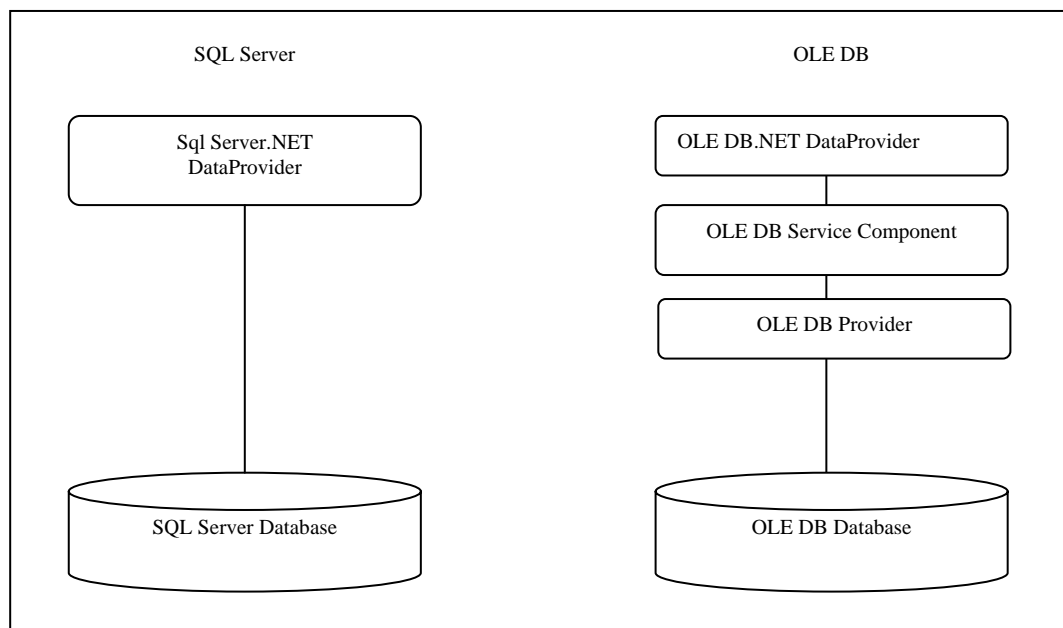 SQL Server
OLE DB
Sql Server.NET
DataProvider
OLE DB.NET DataProvider
OLE DB Service Component
OLE DB Provider
SQL Server Database
OLE DB Database